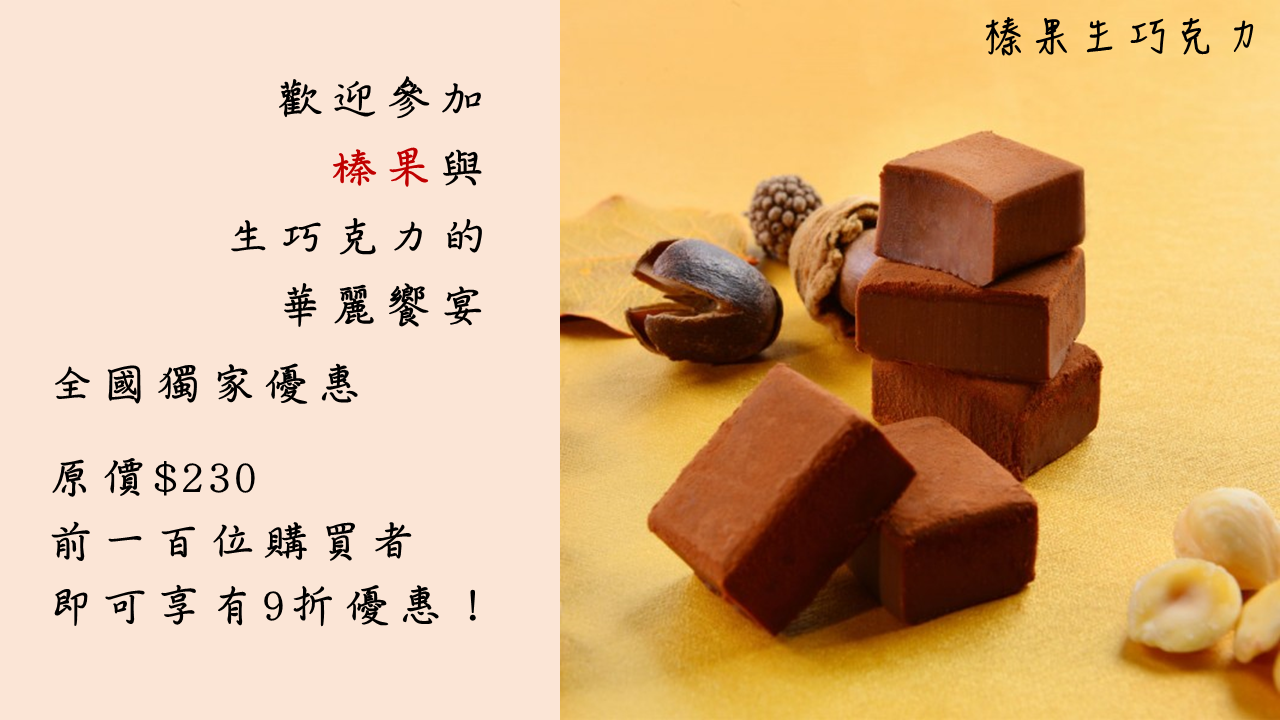 歡迎參加
榛果與
生巧克力的
華麗饗宴
全國獨家優惠
原價$230
前一百位購買者
即可享有9折優惠！
榛果生巧克力